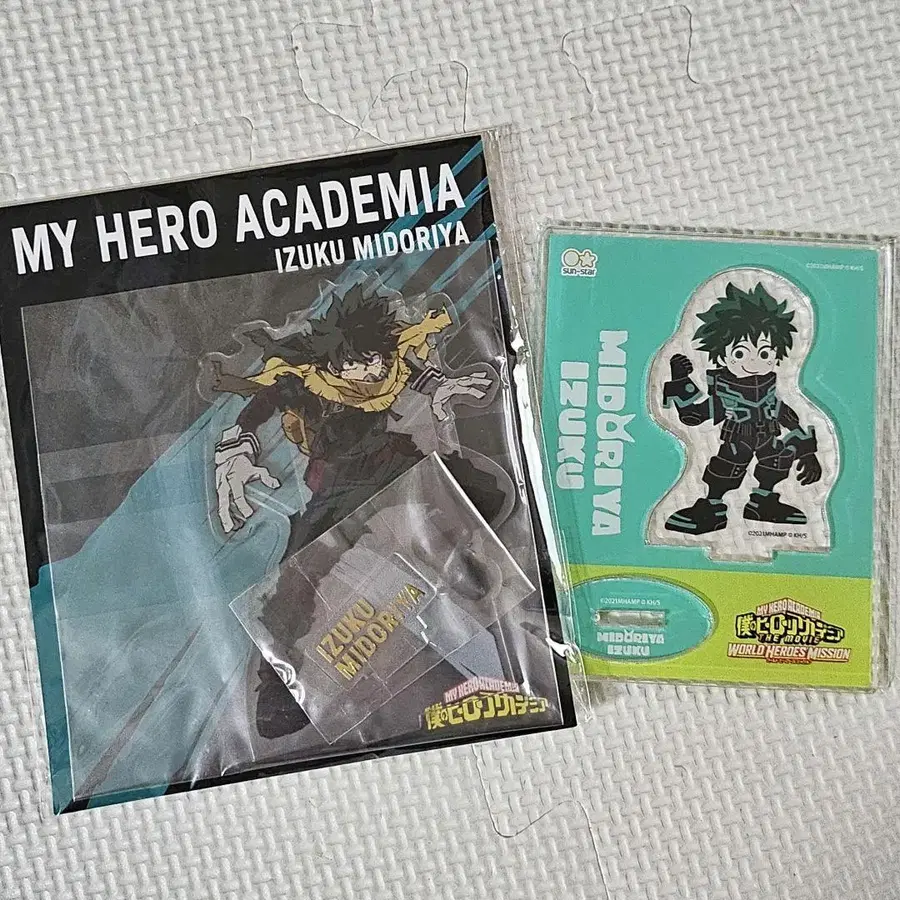 MY HERO ACADEMIA
IZUKU MIDORIYA
IZUKU
MIDORIYA
MY HERO ACADEMIA
僕のヒーローアカデミア
sun-star
MIDORIYA
IZUKU
©2021MHAMP © KH/S
©2021MHAMP © KH/S
MIDORIYA
IZUKU
MY HERO ACADEMIA
僕のヒーローアカデミア
THE MOVIE
WORLD HEROES MISSION